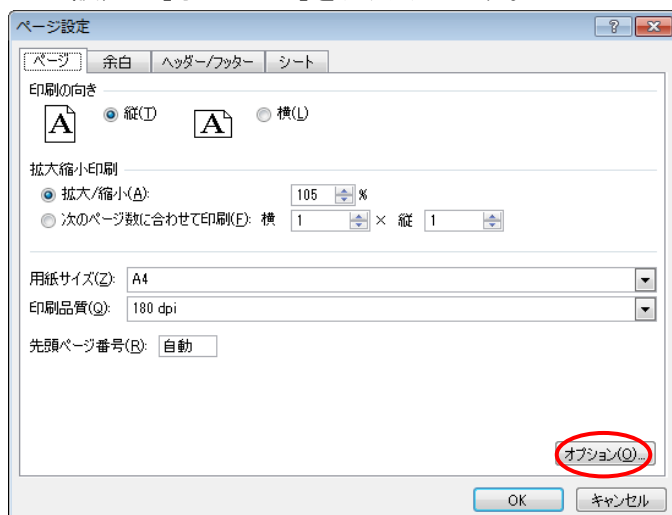 ページ設定
ページ 余白 ヘッダー/フッター シート
印刷の向き
A 縦(T) A 横(L)
拡大縮小印刷
拡大/縮小(A): 105 %
次のページ数に合わせて印刷(F): 横 1 × 縦 1
用紙サイズ(Z): A4
印刷品質(Q): 180 dpi
先頭ページ番号(R): 自動
オプション(O)...
OK キャンセル